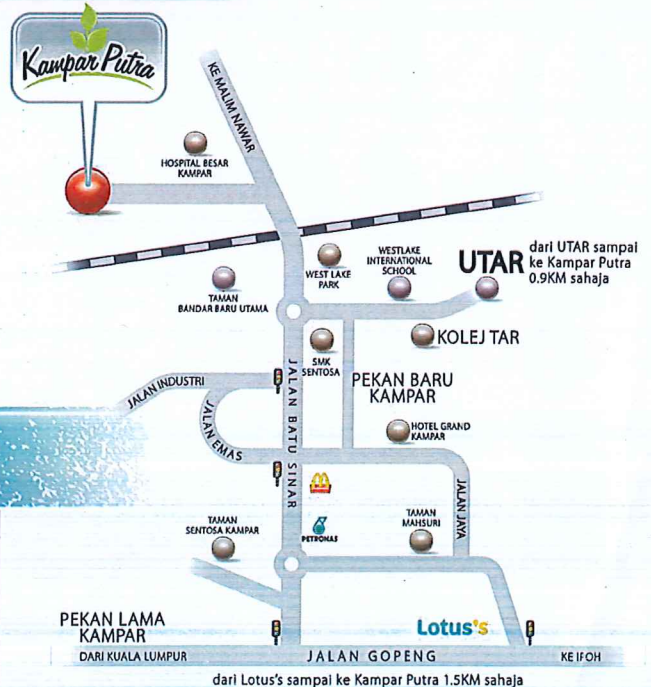 Kampar Putra
KE MALIM NAWAR
HOSPITAL BESAR
KAMPAR
WEST LAKE
PARK
WESTLAKE
INTERNATIONAL
SCHOOL
UTAR
dari UTAR sampai
ke Kampar Putra
0.9KM sahaja
TAMAN
BANDAR BARU UTAMA
KOLEJ TAR
SMK
SENTOSA
JALAN INDUSTRI
JALAN BATU SINAR
PEKAN BARU
KAMPAR
JALAN EMAS
HOTEL GRAND
KAMPAR
JALAN JAYA
TAMAN
SENTOSA KAMPAR
PETRONAS
TAMAN
MAHSURI
PEKAN LAMA
KAMPAR
Lotus's
DARI KUALA LUMPUR
JALAN GOPENG
KE IPOH
dari Lotus's sampai ke Kampar Putra 1.5KM sahaja